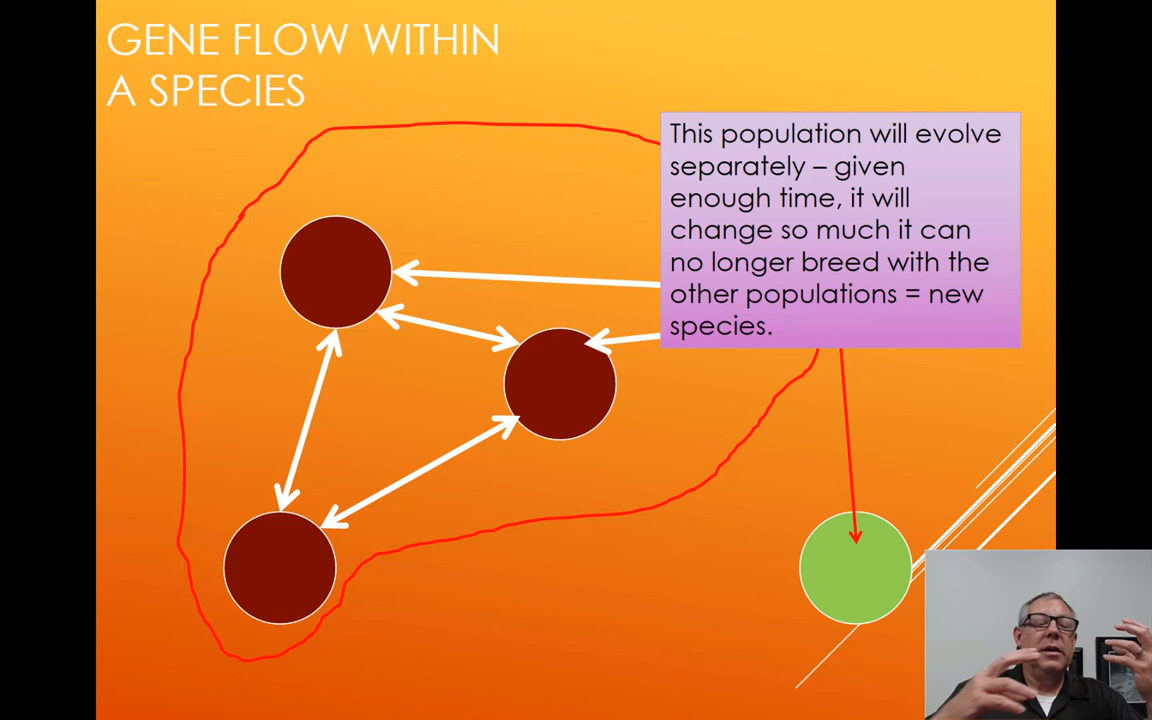 GENE FLOW WITHIN
A SPECIES
This population will evolve
separately – given
enough time, it will
change so much it can
no longer breed with the
other populations = new
species.